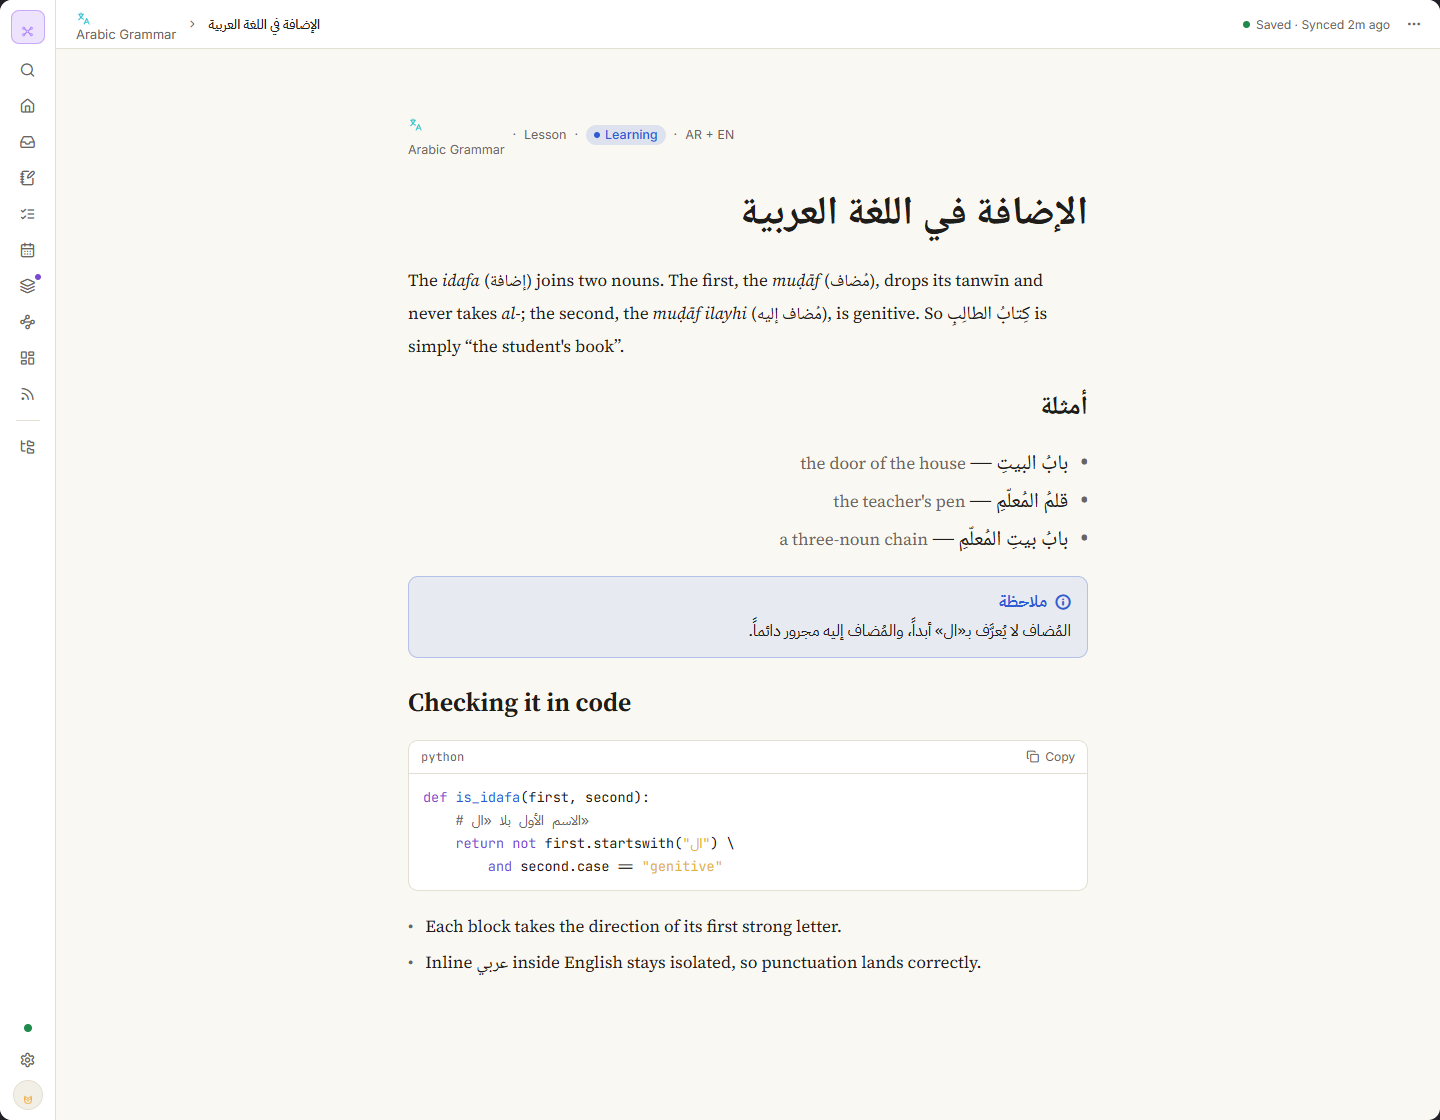 Arabic Grammar › الإضافة في اللغة العربية
Saved · Synced 2m ago
Arabic Grammar · Lesson · Learning · AR + EN
الإضافة في اللغة العربية
The idafa (إضافة) joins two nouns. The first, the muḍāf (مُضاف), drops its tanwīn and
never takes al-; the second, the muḍāf ilayhi (مُضاف إليه), is genitive. So كِتابُ الطالِبِ is
simply “the student's book”.
أمثلة
• بابُ البيتِ — the door of the house
• قلمُ المُعلّمِ — the teacher's pen
• بابُ بيتِ المُعلّمِ — a three-noun chain
ملاحظة
المُضاف لا يُعرَّف بـ«ال» أبداً، والمُضاف إليه مجرور دائماً.
Checking it in code
python
Copy
def is_idafa(first, second):
# الاسم الأول بلا «ال»
return not first.startswith("ال") \
and second.case == "genitive"
• Each block takes the direction of its first strong letter.
• Inline عربي inside English stays isolated, so punctuation lands correctly.